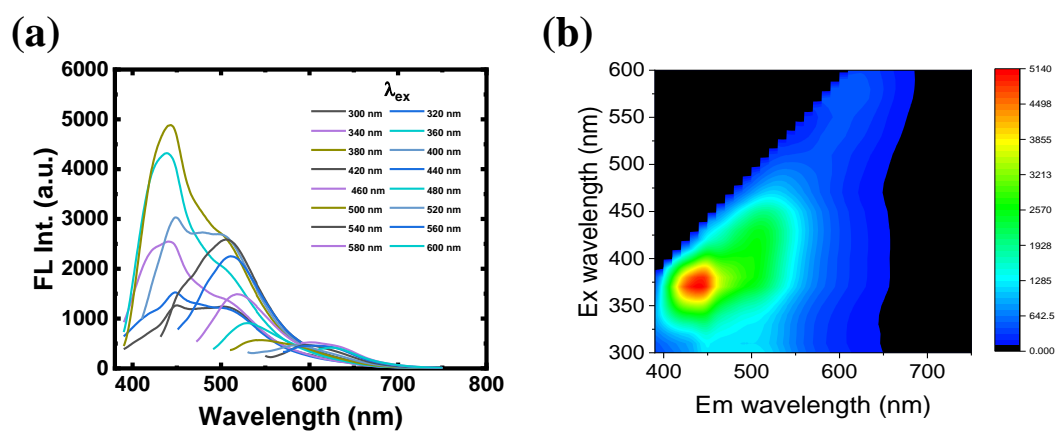 (a)
6000
5000
4000
3000
2000
1000
0
FL Int. (a.u.)
400 500 600 700 800
Wavelength (nm)
λex
300 nm 320 nm
340 nm 360 nm
380 nm 400 nm
420 nm 440 nm
460 nm 480 nm
500 nm 520 nm
540 nm 560 nm
580 nm 600 nm
(b)
600
550
500
450
400
350
300
Ex wavelength (nm)
400 500 600 700
Em wavelength (nm)
5140
4498
3855
3213
2570
1928
1285
642.5
0.000